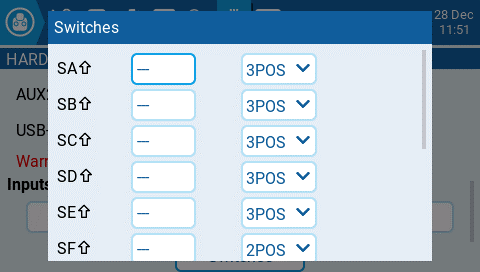 28 Dec
11:51
Switches
HARD
AUX
USB-
Warn
Inputs
SA⇧ --- 3POS
SB⇧ --- 3POS
SC⇧ --- 3POS
SD⇧ --- 3POS
SE⇧ --- 3POS
SF⇧ --- 2POS